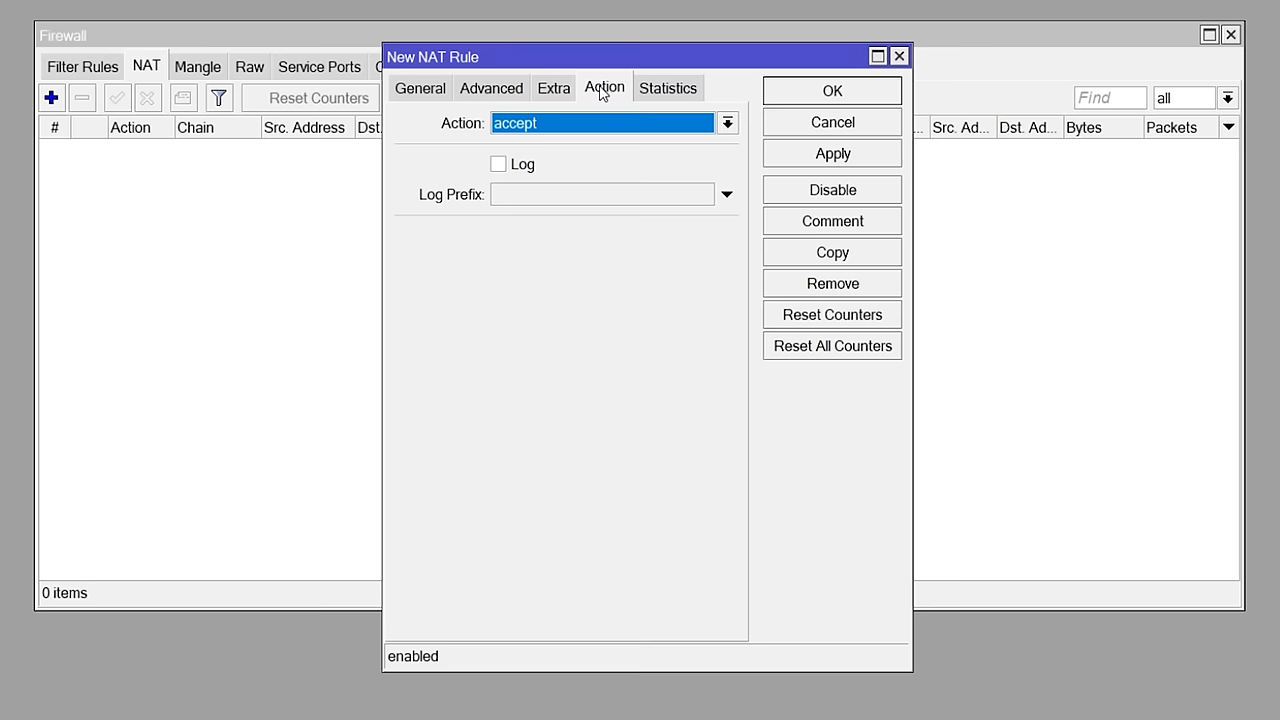 Firewall
Filter Rules NAT Mangle Raw Service Ports
Reset Counters Find all
# Action Chain Src. Address Dst. ... Src. Ad... Dst. Ad... Bytes Packets
0 items
New NAT Rule
General Advanced Extra Action Statistics
Action: accept
Log
Log Prefix:
OK
Cancel
Apply
Disable
Comment
Copy
Remove
Reset Counters
Reset All Counters
enabled